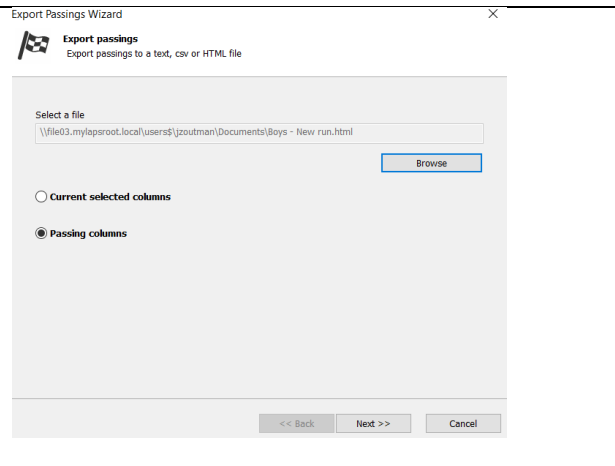 Export Passings Wizard
Export passings
Export passings to a text, csv or HTML file
Select a file
\\file03.mylapsroot.local\users$\jzoutman\Documents\Boys - New run.html
Browse
Current selected columns
Passing columns
<< Back
Next >>
Cancel